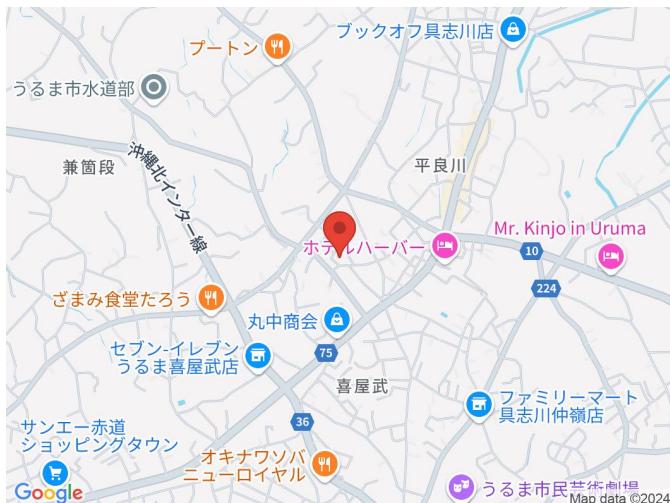 ブックオフ具志川店
プートン
うるま市水道部
沖縄北インター線
兼箇段
平良川
Mr. Kinjo in Uruma
ホテルハーバー
10
224
ざまみ食堂たろう
丸中商会
セブン-イレブン
うるま喜屋武店
75
喜屋武
ファミリーマート
具志川仲嶺店
サンエー赤道
ショッピングタウン
36
オキナワソバ
ニューロイヤル
うるま市民芸術劇場
Google
Map data ©2024